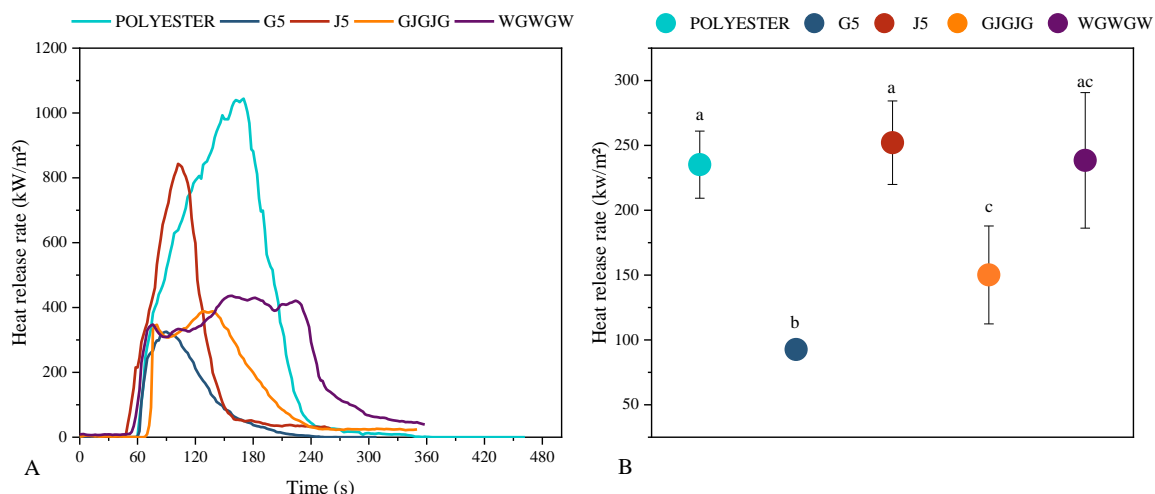 POLYESTER G5 J5 GJGJG WGWGW
1200
1000
800
600
400
200
0
Heat release rate (kW/m²)
0 60 120 180 240 300 360 420 480
Time (s)
A
POLYESTER G5 J5 GJGJG WGWGW
300
250
200
150
100
50
Heat release rate (kw/m²)
a
b
a
c
ac
B